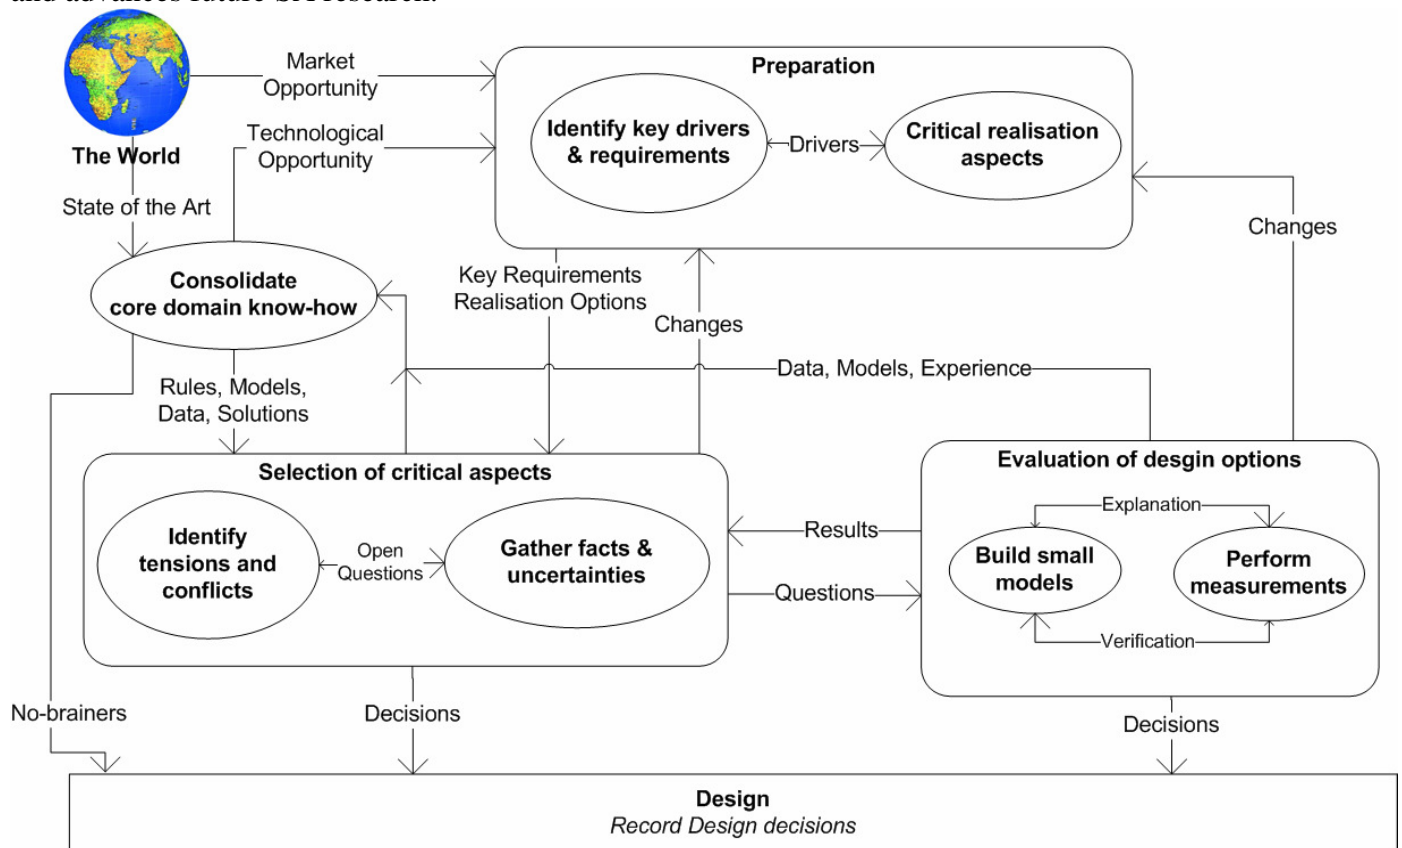 and advances future SA research.
Market
Opportunity
Preparation
Identify key drivers
& requirements
Drivers
Critical realisation
aspects
Technological
Opportunity
The World
State of the Art
Changes
Consolidate
core domain know-how
Key Requirements
Realisation Options
Changes
Data, Models, Experience
Rules, Models,
Data, Solutions
Selection of critical aspects
Identify
tensions and
conflicts
Open
Questions
Gather facts &
uncertainties
Results
Questions
Evaluation of desgin options
Explanation
Build small
models
Perform
measurements
Verification
No-brainers
Decisions
Decisions
Design
Record Design decisions